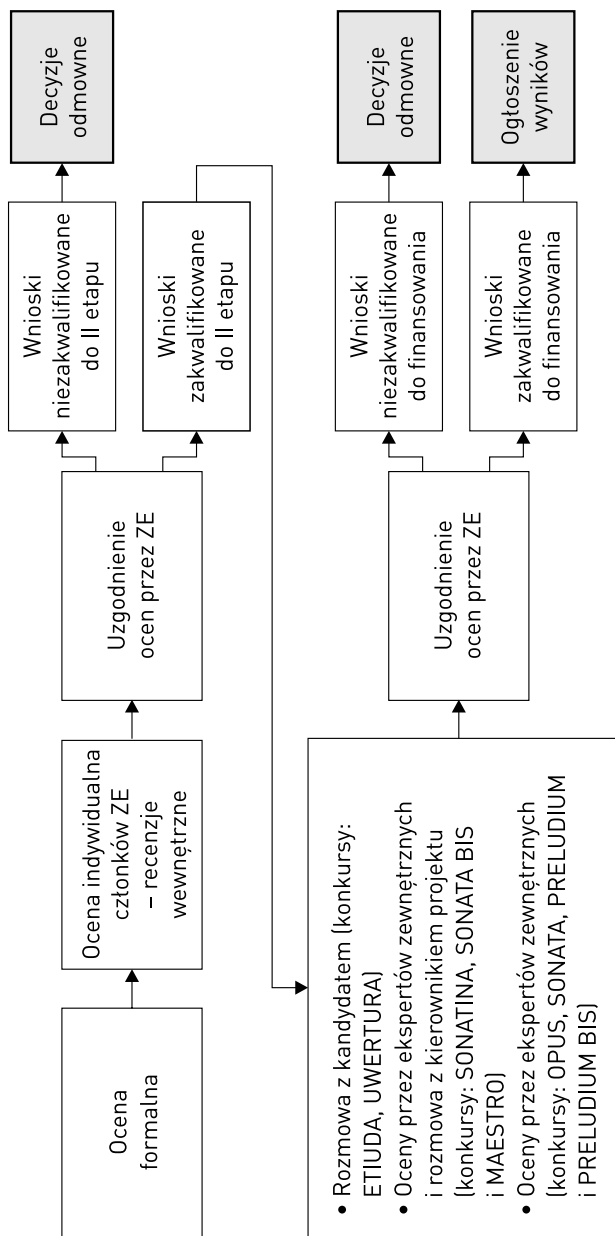 Ocena
formalna
Ocena indywidualna
członków ZE
– recenzje
wewnętrzne
Uzgodnienie
ocen przez ZE
Wnioski
niezakwalifikowane
do II etapu
Decyzje
odmowne
Wnioski
zakwalifikowane
do II etapu
• Rozmowa z kandydatem (konkursy:
ETIUDA, UWERTURA)
• Oceny przez ekspertów zewnętrznych
i rozmowa z kierownikiem projektu
(konkursy: SONATINA, SONATA BIS
i MAESTRO)
• Oceny przez ekspertów zewnętrznych
(konkursy: OPUS, SONATA, PRELUDIUM
i PRELUDIUM BIS)
Uzgodnienie
ocen przez ZE
Wnioski
niezakwalifikowane
do finansowania
Decyzje
odmowne
Wnioski
zakwalifikowane
do finansowania
Ogłoszenie
wyników